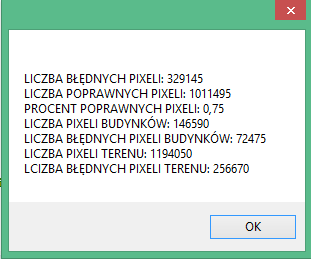 LICZBA BŁĘDNYCH PIXELI: 329145
LICZBA POPRAWNYCH PIXELI: 1011495
PROCENT POPRAWNYCH PIXELI: 0,75
LICZBA PIXELI BUDYNKÓW: 146590
LICZBA BŁĘDNYCH PIXELI BUDYNKÓW: 72475
LICZBA PIXELI TERENU: 1194050
LCIZBA BŁĘDNYCH PIXELI TERENU: 256670
OK